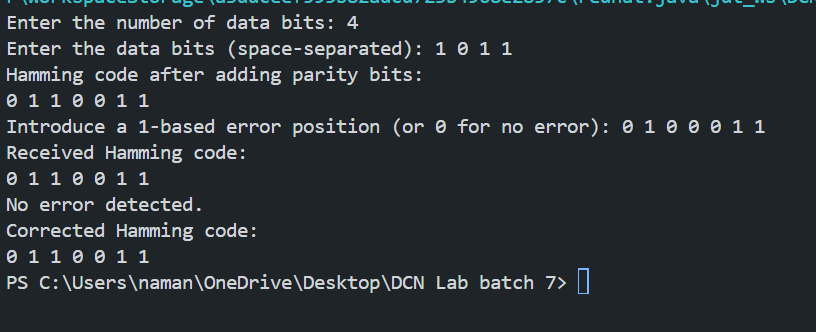 Enter the number of data bits: 4
Enter the data bits (space-separated): 1 0 1 1
Hamming code after adding parity bits:
0 1 1 0 0 1 1
Introduce a 1-based error position (or 0 for no error): 0 1 0 0 0 1 1
Received Hamming code:
0 1 1 0 0 1 1
No error detected.
Corrected Hamming code:
0 1 1 0 0 1 1
PS C:\Users\naman\OneDrive\Desktop\DCN Lab batch 7>